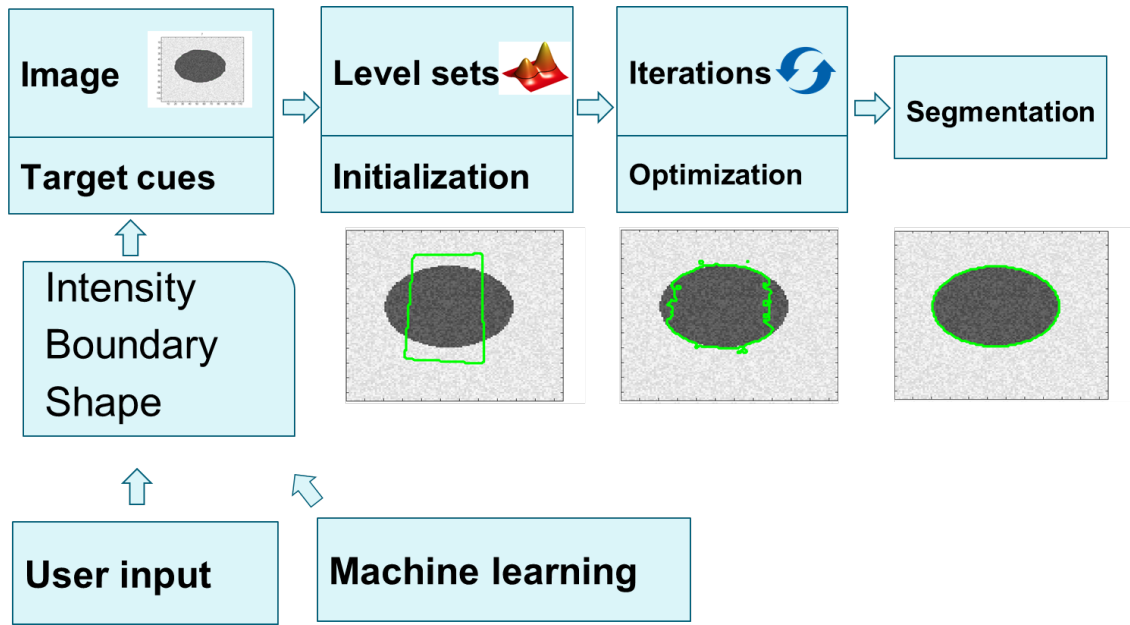 Image
Target cues
Level sets
Initialization
Iterations
Optimization
Segmentation
Intensity
Boundary
Shape
User input
Machine learning